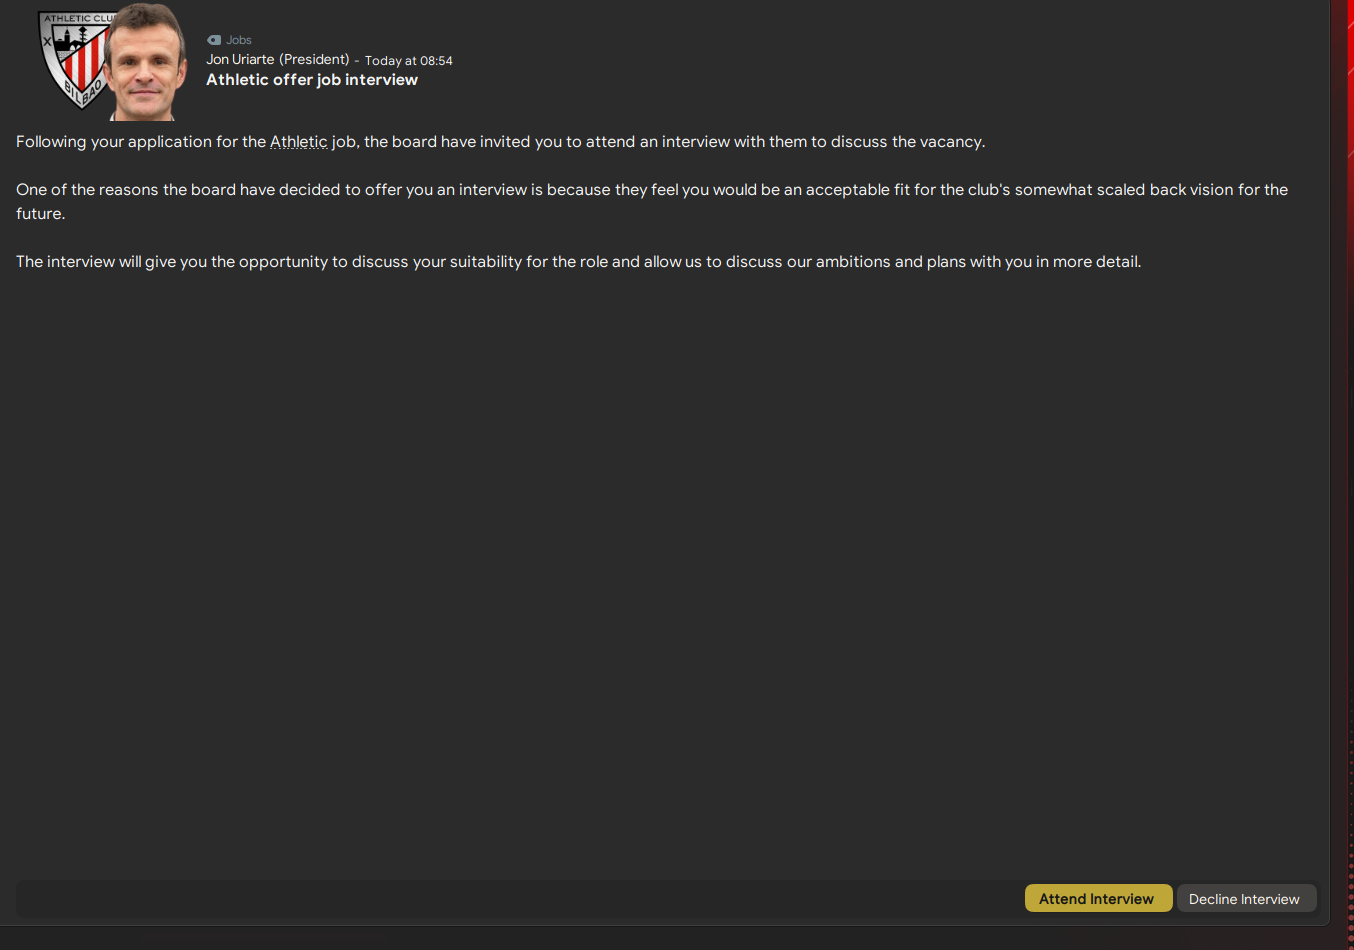 ATHLETIC CLU
BILBAO
Jobs
Jon Uriarte (President) - Today at 08:54
Athletic offer job interview
Following your application for the Athletic job, the board have invited you to attend an interview with them to discuss the vacancy.
One of the reasons the board have decided to offer you an interview is because they feel you would be an acceptable fit for the club's somewhat scaled back vision for the
future.
The interview will give you the opportunity to discuss your suitability for the role and allow us to discuss our ambitions and plans with you in more detail.
Attend Interview
Decline Interview